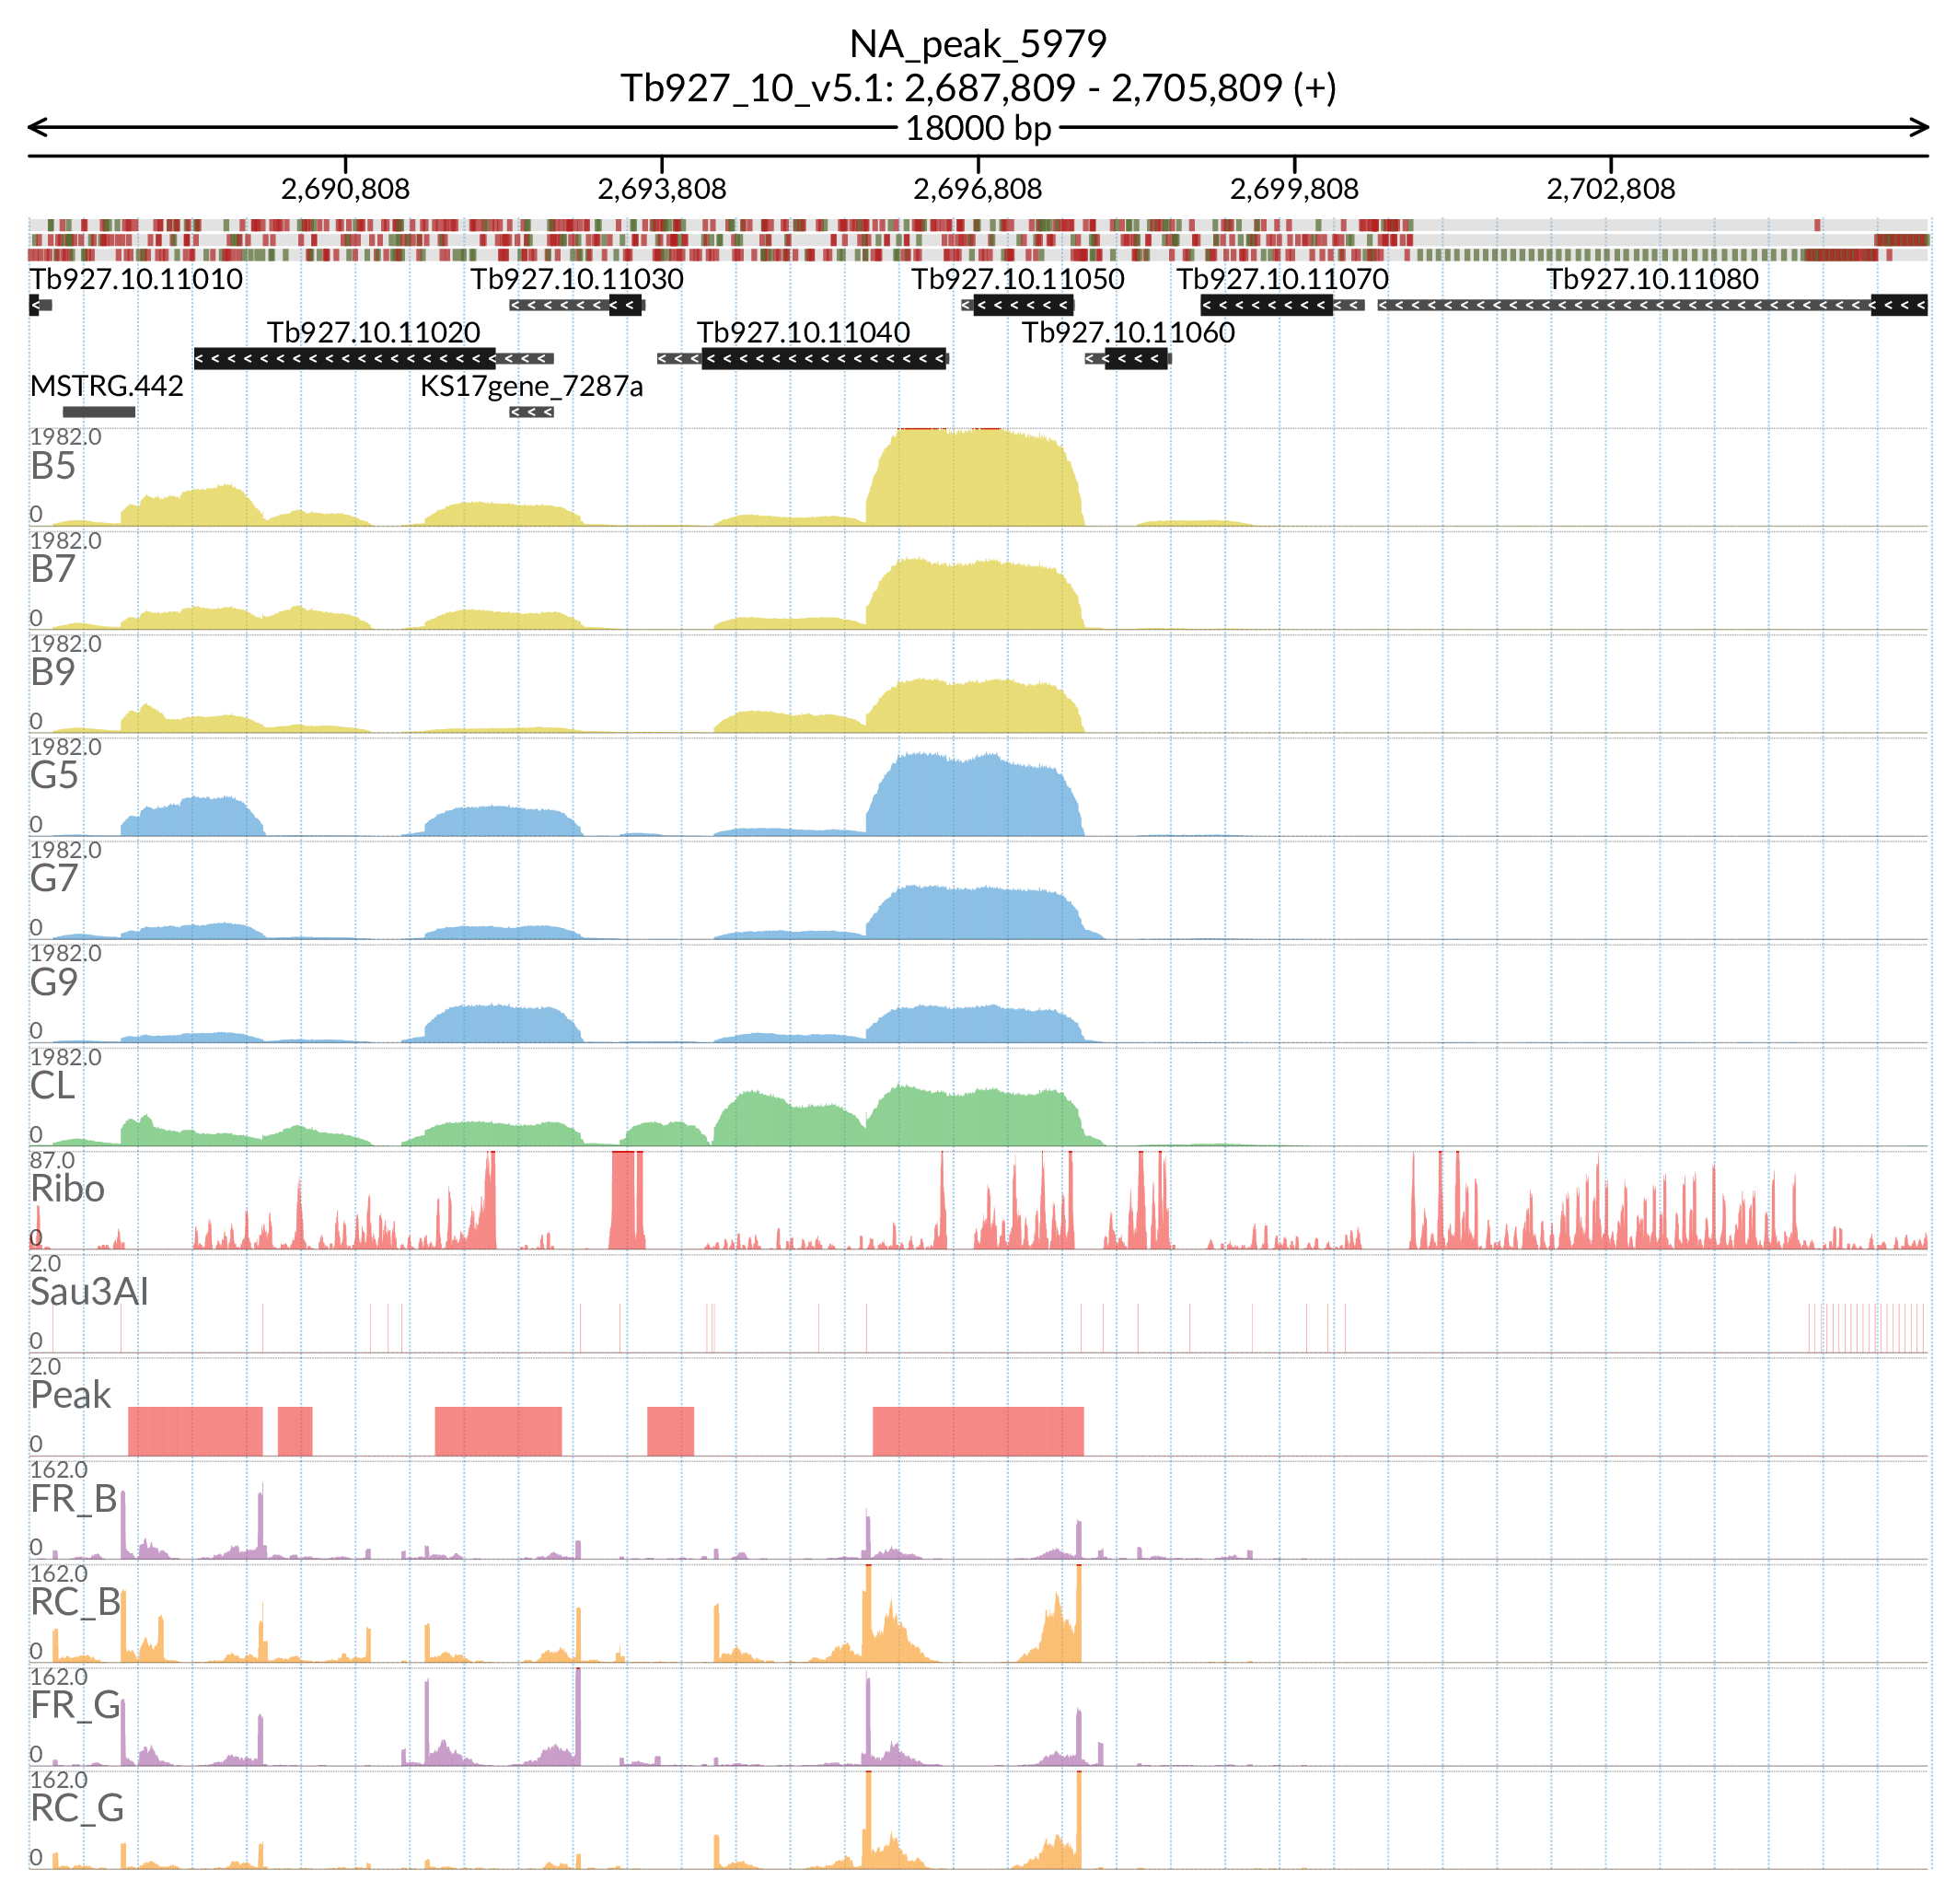 NA_peak_5979
Tb927_10_v5.1: 2,687,809 - 2,705,809 (+)
18000 bp
2,690,808 2,693,808 2,696,808 2,699,808 2,702,808
Tb927.10.11010 Tb927.10.11030 Tb927.10.11050 Tb927.10.11070 Tb927.10.11080
Tb927.10.11020 Tb927.10.11040 Tb927.10.11060
MSTRG.442 KS17gene_7287a
1982.0
B5
0
1982.0
B7
0
1982.0
B9
0
1982.0
G5
0
1982.0
G7
0
1982.0
G9
0
1982.0
CL
0
87.0
Ribo
0
2.0
Sau3AI
0
2.0
Peak
0
162.0
FR_B
0
162.0
RC_B
0
162.0
FR_G
0
162.0
RC_G
0